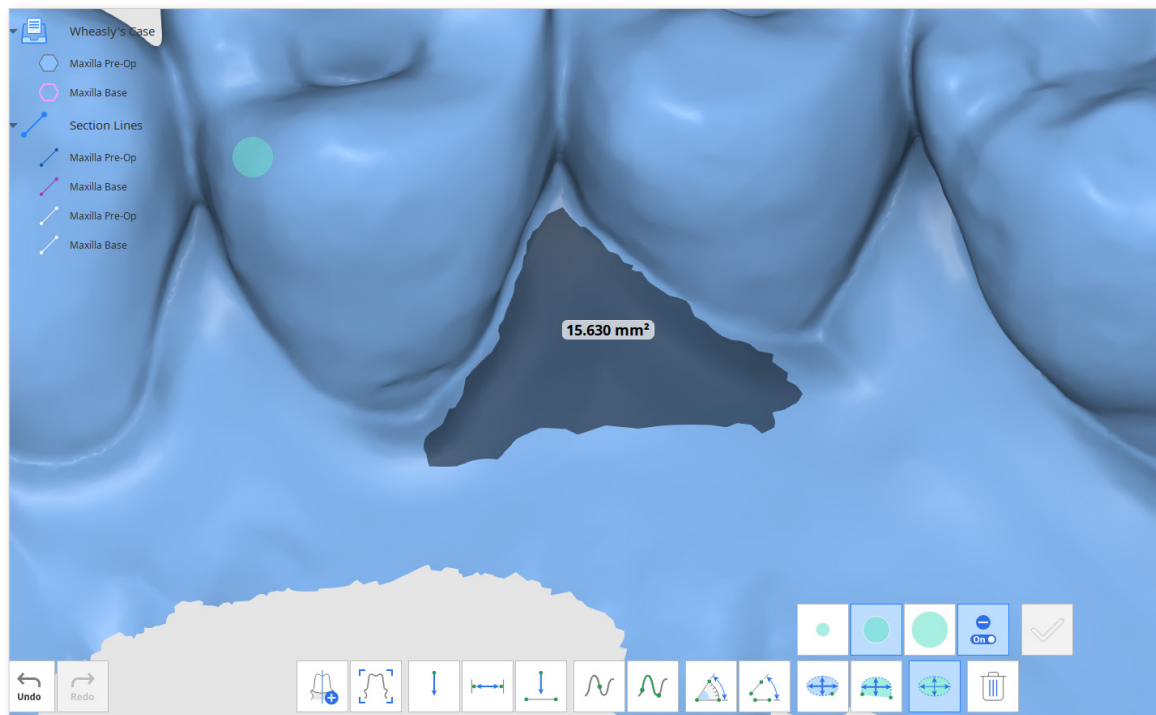 Wheasly's Case
Maxilla Pre-Op
Maxilla Base
Section Lines
Maxilla Pre-Op
Maxilla Base
Maxilla Pre-Op
Maxilla Base
15.630 mm²
On
Undo
Redo